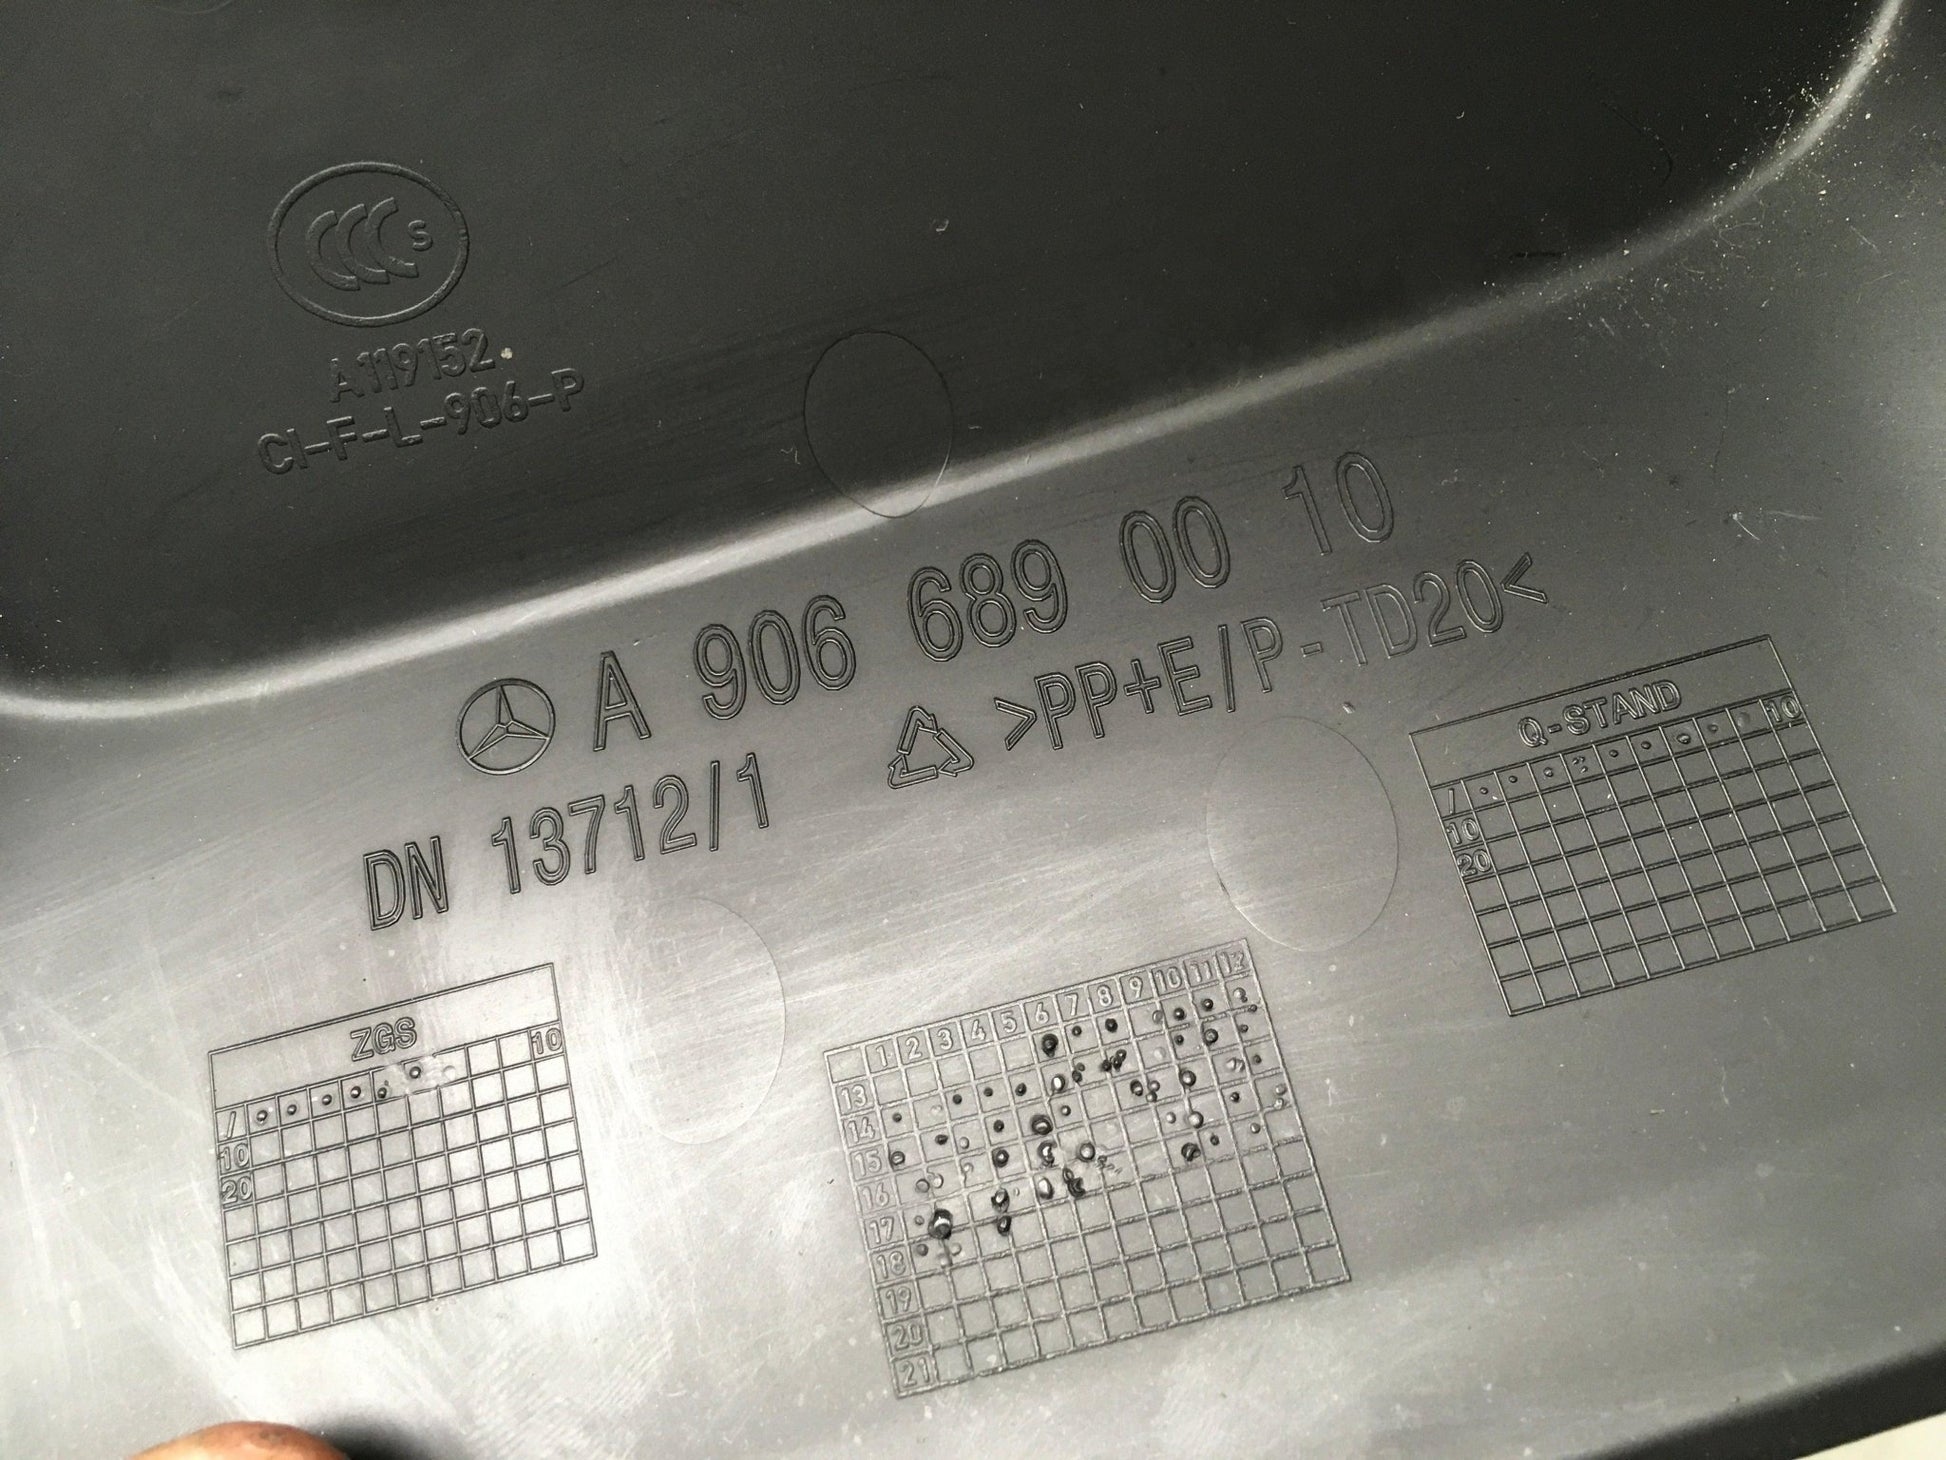 CCC S
A119152
CI-F-L-906-P
A 906 689 00 10
DN 13712/1 >PP+E/P-TD20<
Q-STAND
/ 10
10
20
ZGS
/ 10
10
20
1 2 3 4 5 6 7 8 9 10 11 12
13
14
15
16
17
18
19
20
21